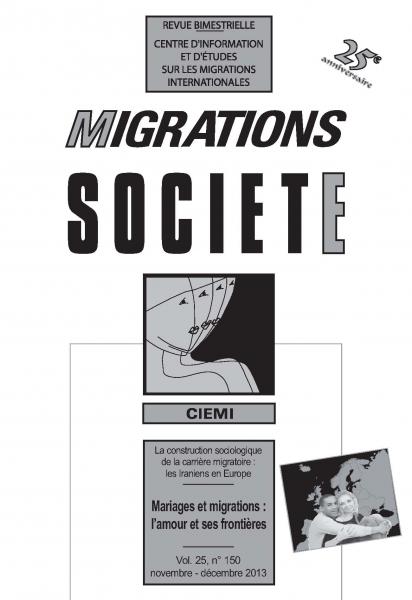 REVUE BIMESTRIELLE
CENTRE D'INFORMATION
ET D'ÉTUDES
SUR LES MIGRATIONS
INTERNATIONALES
25e
anniversaire
MIGRATIONS
SOCIETE
CIEMI
La construction sociologique
de la carrière migratoire :
les Iraniens en Europe
Mariages et migrations :
l'amour et ses frontières
Vol. 25, n° 150
novembre - décembre 2013